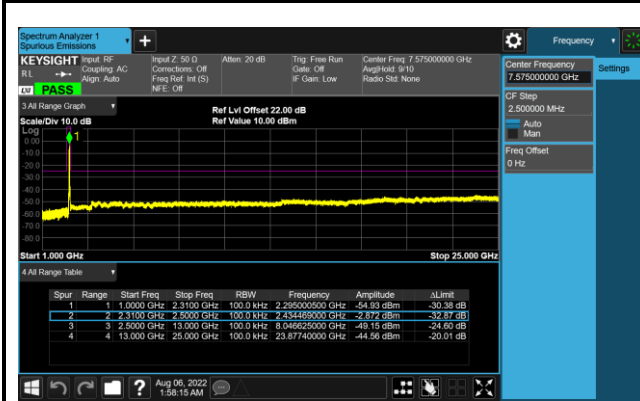 Spectrum Analyzer 1
Spurious Emissions
Frequency
KEYSIGHT
Input: RF
Coupling: AC
Align: Auto
Input Z: 50 Ω
Corrections: Off
Freq Ref: Int (S)
NFE: Off
Atten: 20 dB
Trig: Free Run
Gate: Off
IF Gain: Low
Center Freq: 7.575000000 GHz
Avg|Hold: 9/10
Radio Std: None
R L
LXI
PASS
Center Frequency
7.575000000 GHz
Settings
CF Step
2.500000 MHz
Auto
Man
Freq Offset
0 Hz
3 All Range Graph
Scale/Div 10.0 dB
Ref Lvl Offset 22.00 dB
Ref Value 10.00 dBm
Log
1
0.00
-10.0
-20.0
-30.0
-40.0
-50.0
-60.0
-70.0
-80.0
Start 1.000 GHz
Stop 25.000 GHz
4 All Range Table
Spur Range Start Freq Stop Freq RBW Frequency Amplitude ΔLimit
1 1 1.0000 GHz 2.3100 GHz 100.0 kHz 2.295000500 GHz -54.93 dBm -30.38 dB
2 2 2.3100 GHz 2.5000 GHz 100.0 kHz 2.434469000 GHz -2.872 dBm -32.87 dB
3 3 2.5000 GHz 13.000 GHz 100.0 kHz 8.046625000 GHz -49.15 dBm -24.60 dB
4 4 13.000 GHz 25.000 GHz 100.0 kHz 23.87740000 GHz -44.56 dBm -20.01 dB
Aug 06, 2022
1:58:15 AM